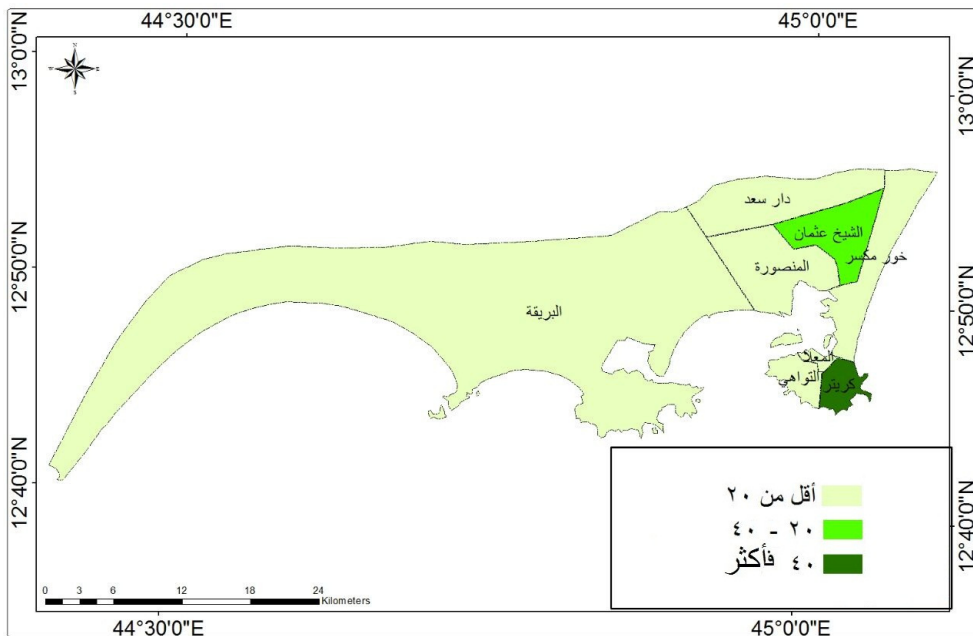 44°30'0"E 45°0'0"E
13°0'0"N
13°0'0"N
N
دار سعد
الشيخ عثمان
خور مكسر
المنصورة
12°50'0"N
12°50'0"N
البريقة
المعلا
التواهي
كريتر
12°40'0"N
12°40'0"N
أقل من ٢٠
٢٠ - ٤٠
٤٠ فأكثر
0 3 6 12 18 24
Kilometers
44°30'0"E 45°0'0"E